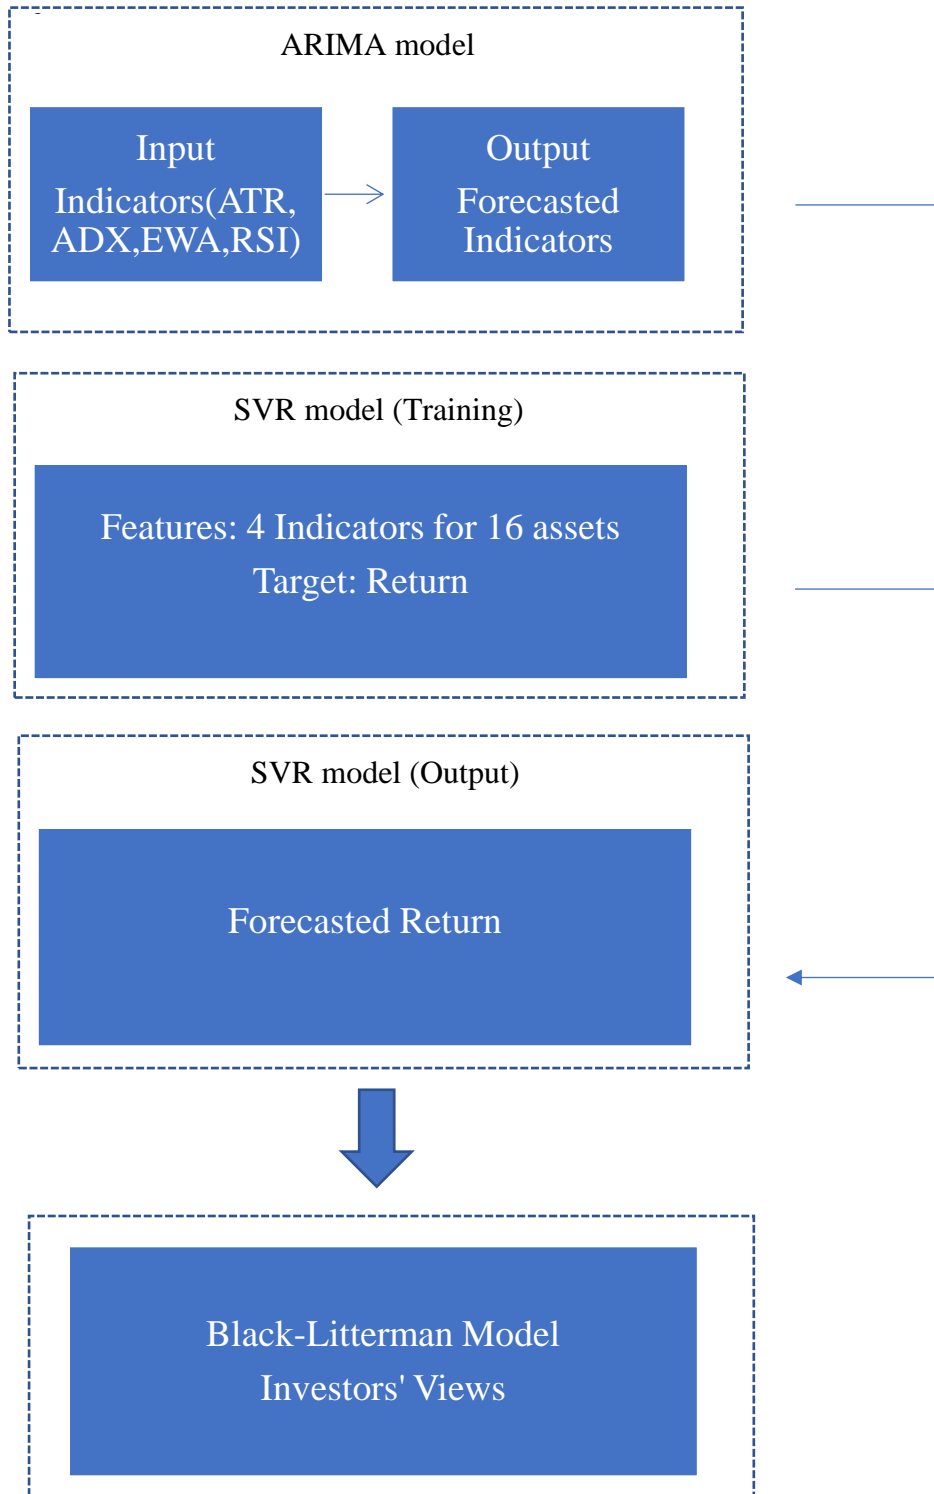 ARIMA model
Input
Indicators(ATR,
ADX,EWA,RSI)
Output
Forecasted
Indicators
SVR model (Training)
Features: 4 Indicators for 16 assets
Target: Return
SVR model (Output)
Forecasted Return
Black-Litterman Model
Investors' Views